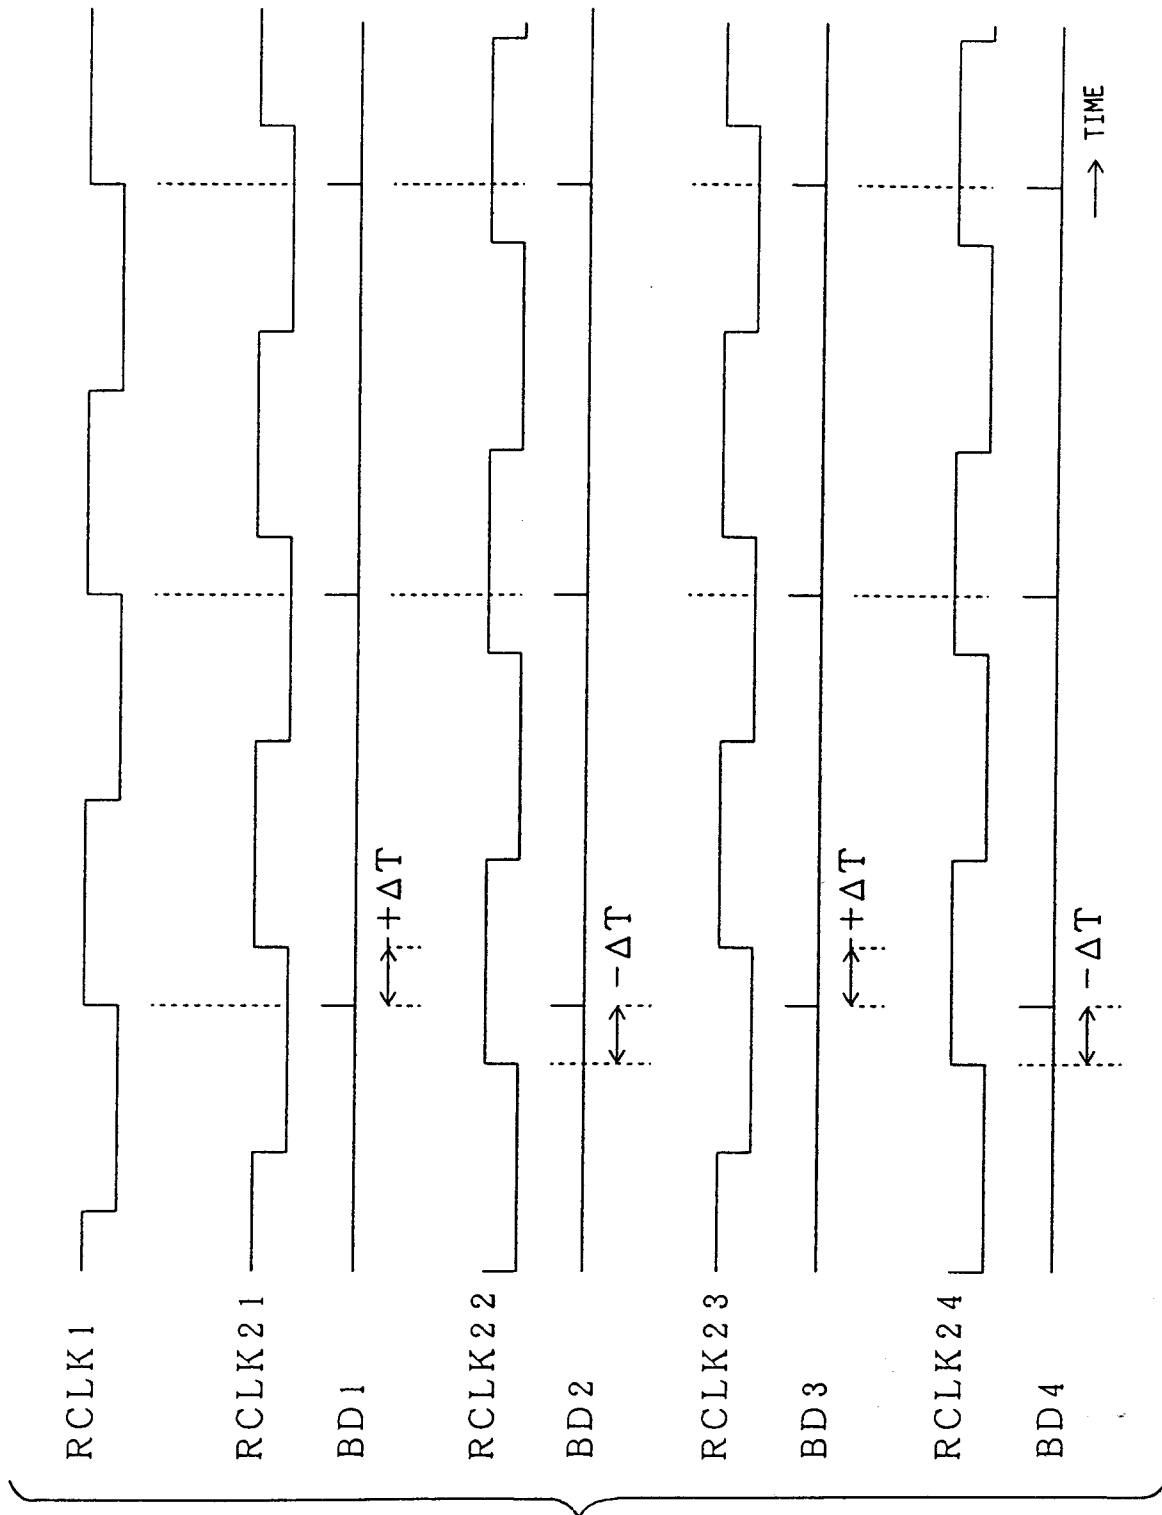 RCLK1
RCLK21
BD1
+ΔT
RCLK22
BD2
-ΔT
RCLK23
BD3
+ΔT
RCLK24
BD4
-ΔT
→ TIME